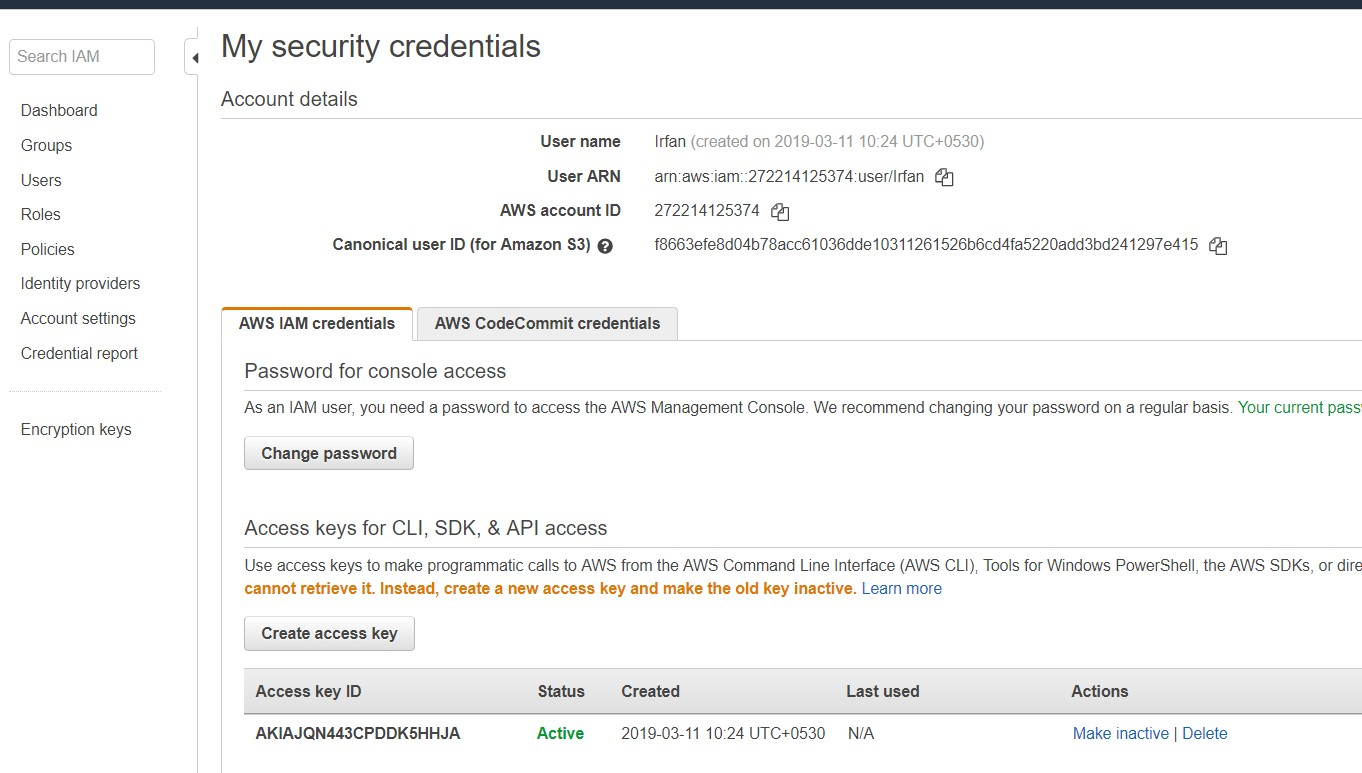 Search IAM
Dashboard
Groups
Users
Roles
Policies
Identity providers
Account settings
Credential report
Encryption keys
My security credentials
Account details
User name Irfan (created on 2019-03-11 10:24 UTC+0530)
User ARN arn:aws:iam::272214125374:user/Irfan
AWS account ID 272214125374
Canonical user ID (for Amazon S3) ? f8663efe8d04b78acc61036dde10311261526b6cd4fa5220add3bd241297e415
AWS IAM credentials AWS CodeCommit credentials
Password for console access
As an IAM user, you need a password to access the AWS Management Console. We recommend changing your password on a regular basis. Your current
Change password
Access keys for CLI, SDK, & API access
Use access keys to make programmatic calls to AWS from the AWS Command Line Interface (AWS CLI), Tools for Windows PowerShell, the AWS SDKs, or
cannot retrieve it. Instead, create a new access key and make the old key inactive. Learn more
Create access key
Access key ID Status Created Last used Actions
AKIAJQN443CPDDK5HHJA Active 2019-03-11 10:24 UTC+0530 N/A Make inactive | Delete